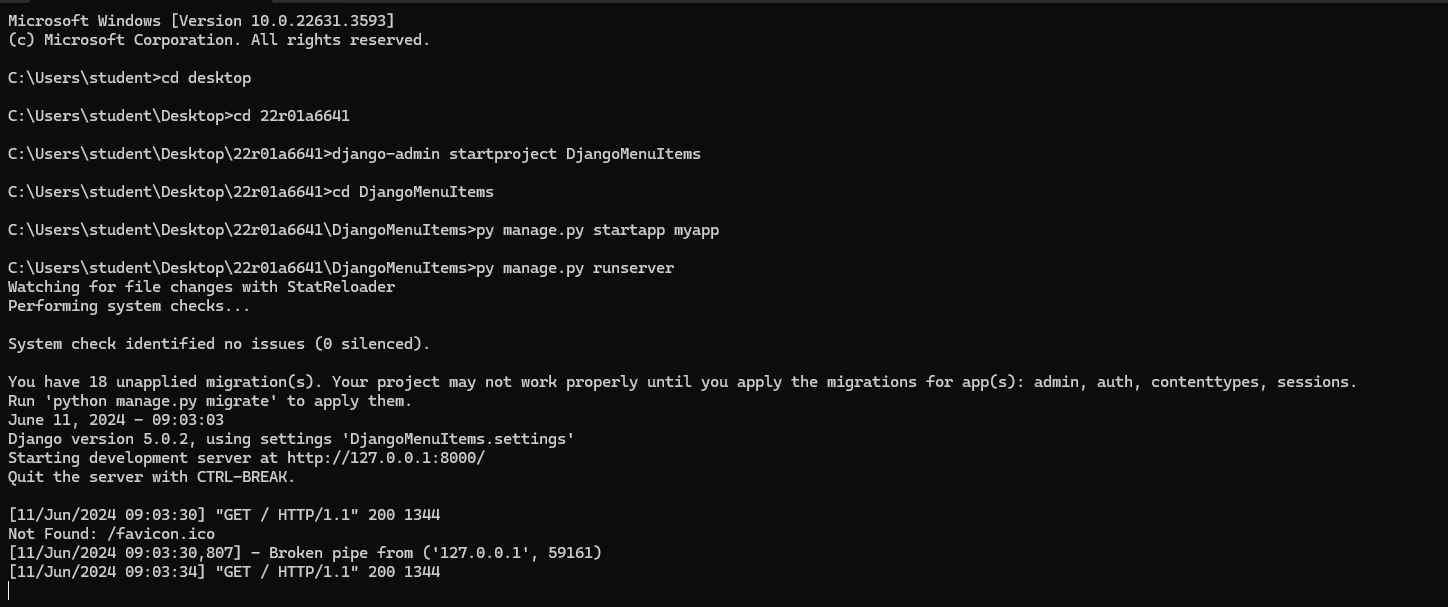 Microsoft Windows [Version 10.0.22631.3593]
(c) Microsoft Corporation. All rights reserved.
C:\Users\student>cd desktop
C:\Users\student\Desktop>cd 22r01a6641
C:\Users\student\Desktop\22r01a6641>django-admin startproject DjangoMenuItems
C:\Users\student\Desktop\22r01a6641>cd DjangoMenuItems
C:\Users\student\Desktop\22r01a6641\DjangoMenuItems>py manage.py startapp myapp
C:\Users\student\Desktop\22r01a6641\DjangoMenuItems>py manage.py runserver
Watching for file changes with StatReloader
Performing system checks...
System check identified no issues (0 silenced).
You have 18 unapplied migration(s). Your project may not work properly until you apply the migrations for app(s): admin, auth, contenttypes, sessions.
Run 'python manage.py migrate' to apply them.
June 11, 2024 - 09:03:03
Django version 5.0.2, using settings 'DjangoMenuItems.settings'
Starting development server at http://127.0.0.1:8000/
Quit the server with CTRL-BREAK.
[11/Jun/2024 09:03:30] "GET / HTTP/1.1" 200 1344
Not Found: /favicon.ico
[11/Jun/2024 09:03:30,807] - Broken pipe from ('127.0.0.1', 59161)
[11/Jun/2024 09:03:34] "GET / HTTP/1.1" 200 1344